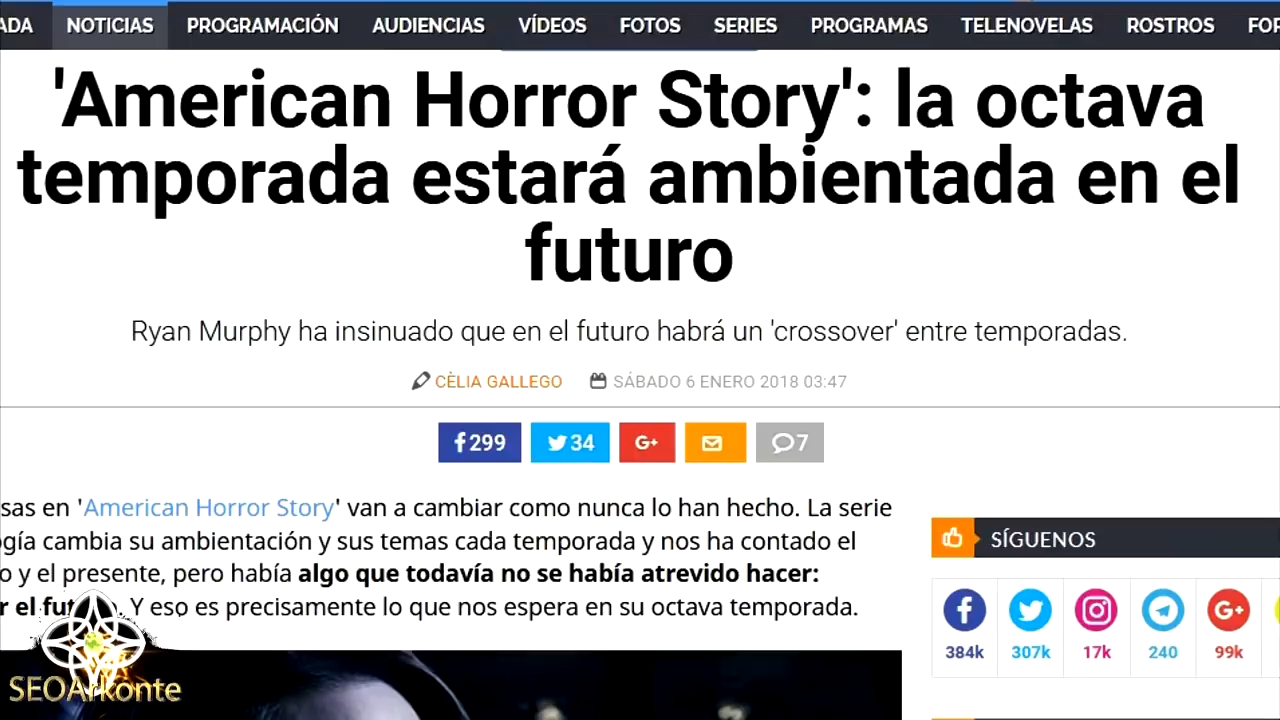 ADA NOTICIAS PROGRAMACIÓN AUDIENCIAS VÍDEOS FOTOS SERIES PROGRAMAS TELENOVELAS ROSTROS FOR
'American Horror Story': la octava
temporada estará ambientada en el
futuro
Ryan Murphy ha insinuado que en el futuro habrá un 'crossover' entre temporadas.
CÈLIA GALLEGO SÁBADO 6 ENERO 2018 03:47
299 34 G+ 7
sas en 'American Horror Story' van a cambiar como nunca lo han hecho. La serie
ogía cambia su ambientación y sus temas cada temporada y nos ha contado el
o y el presente, pero había algo que todavía no se había atrevido hacer:
r el fu . Y eso es precisamente lo que nos espera en su octava temporada.
SÍGUENOS
384k 307k 17k 240 99k
SEOArkonte